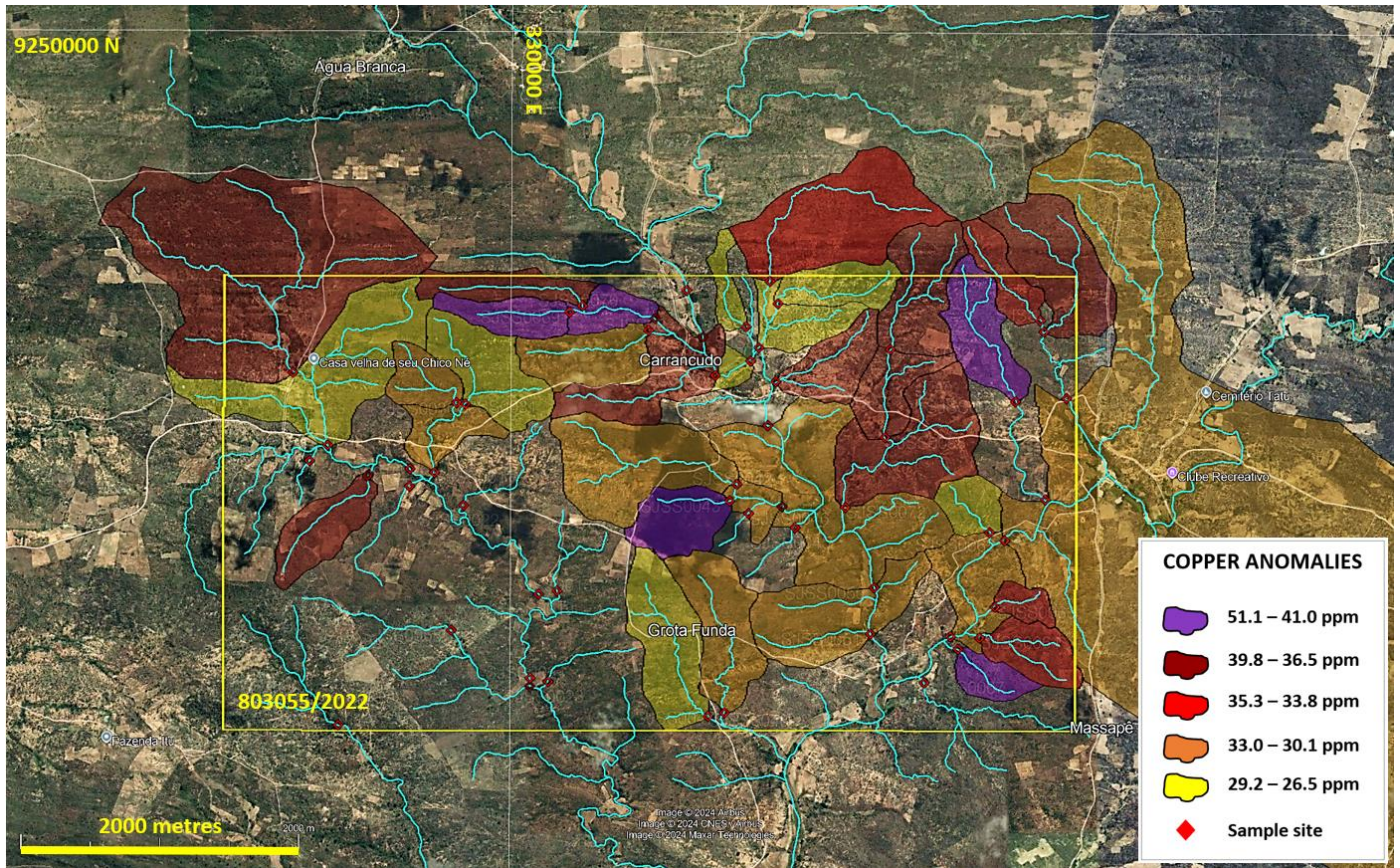 9250000 N
Água Branca
830000 E
Casa velha de seu Chico Né
Carrancudo
Cemitério Tatu
Clube Recreativo
SJSS0043
Grota Funda
803055/2022
Massapê
Fazenda Itu
2000 metres
2000 m
Image © 2024 Airbus
Image © 2024 CNES / Airbus
Image © 2024 Maxar Technologies
COPPER ANOMALIES
51.1 – 41.0 ppm
39.8 – 36.5 ppm
35.3 – 33.8 ppm
33.0 – 30.1 ppm
29.2 – 26.5 ppm
Sample site